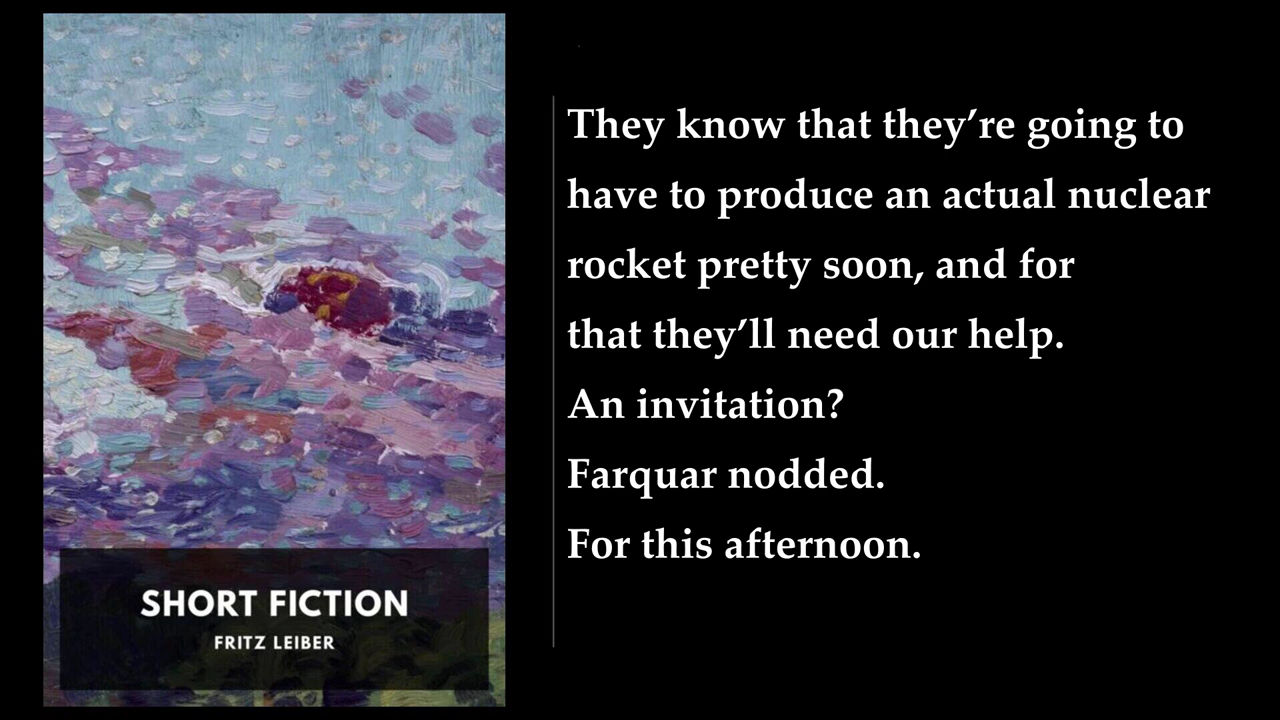 They know that they’re going to
have to produce an actual nuclear
rocket pretty soon, and for
that they’ll need our help.
An invitation?
Farquar nodded.
For this afternoon.
SHORT FICTION
FRITZ LEIBER